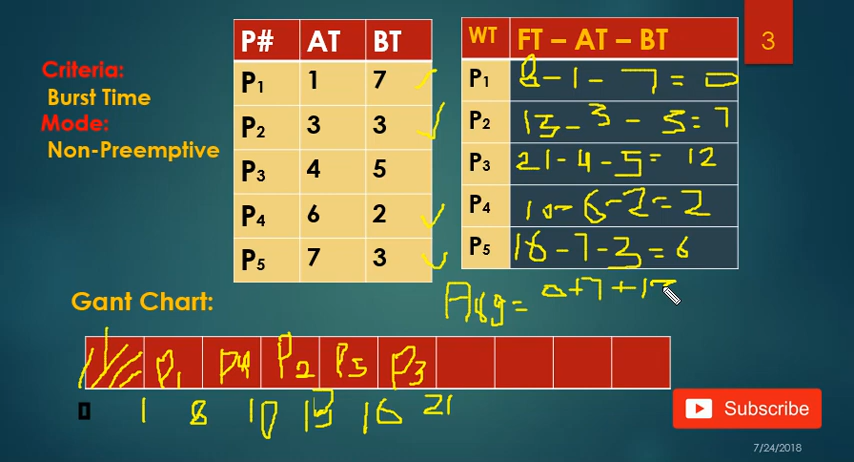 3
Criteria:
Burst Time
Mode:
Non-Preemptive
P# AT BT
P1 1 7
P2 3 3
P3 4 5
P4 6 2
P5 7 3
WT FT – AT – BT
P1 8 - 1 - 7 = 0
P2 13 - 3 - 3 = 7
P3 21 - 4 - 5 = 12
P4 10 - 6 - 2 = 2
P5 16 - 7 - 3 = 6
Avg = 0+7+12
Gant Chart:
P1 P4 P2 P5 P3
0 1 8 10 13 16 21
Subscribe
7/24/2018